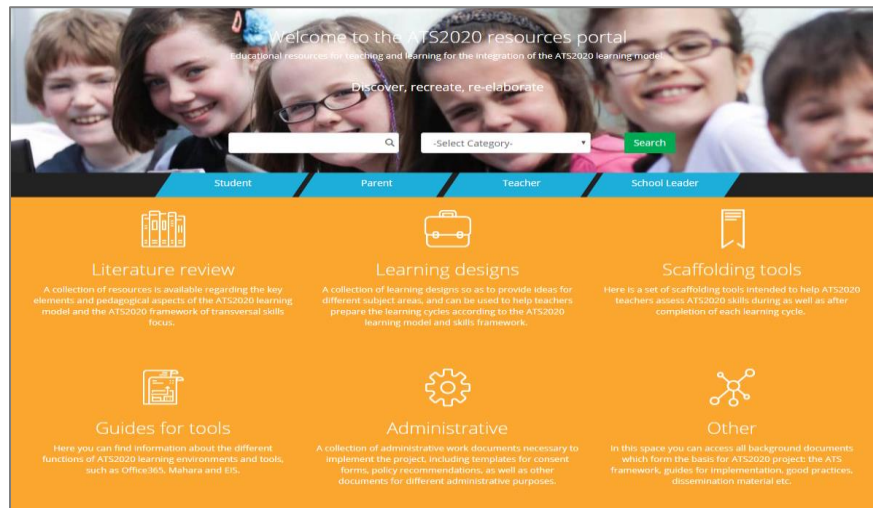 Welcome to the ATS2020 resources portal
Educational resources for teaching and learning for the integration of the ATS2020 learning model.
Discover, recreate, re-elaborate
-Select Category-
Search
Student
Parent
Teacher
School Leader
Literature review
A collection of resources is available regarding the key
elements and pedagogical aspects of the ATS2020 learning
model and the ATS2020 framework of transversal skills
focus.
Learning designs
A collection of learning designs so as to provide ideas for
different subject areas, and can be used to help teachers
prepare the learning cycles according to the ATS2020
learning model and skills framework.
Scaffolding tools
Here is a set of scaffolding tools intended to help ATS2020
teachers assess ATS2020 skills during as well as after
completion of each learning cycle.
Guides for tools
Here you can find information about the different
functions of ATS2020 learning environments and tools,
such as Office365, Mahara and EIS.
Administrative
A collection of administrative work documents necessary to
implement the project, including templates for consent
forms, policy recommendations, as well as other
documents for different administrative purposes.
Other
In this space you can access all background documents
which form the basis for ATS2020 project: the ATS
framework, guides for implementation, good practices,
dissemination material etc.